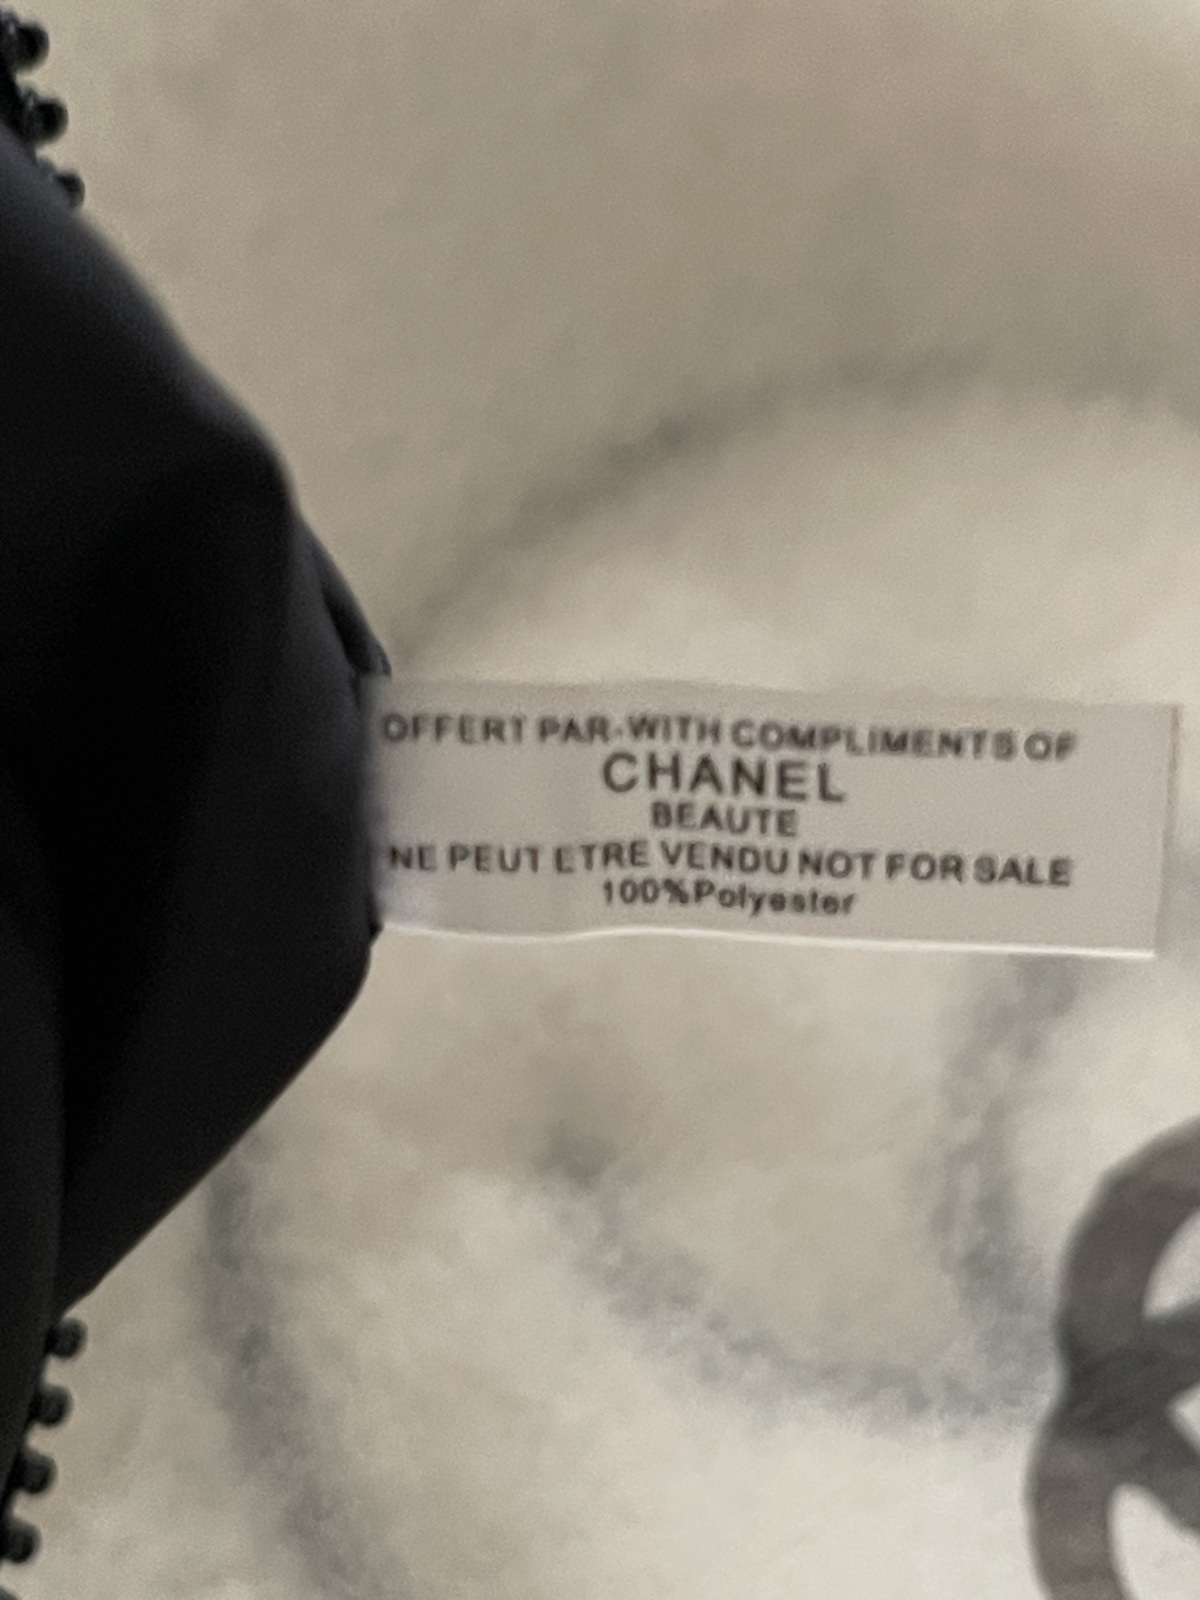 OFFERT PAR-WITH COMPLIMENTS OF
CHANEL
BEAUTE
NE PEUT ETRE VENDU NOT FOR SALE
100%Polyester